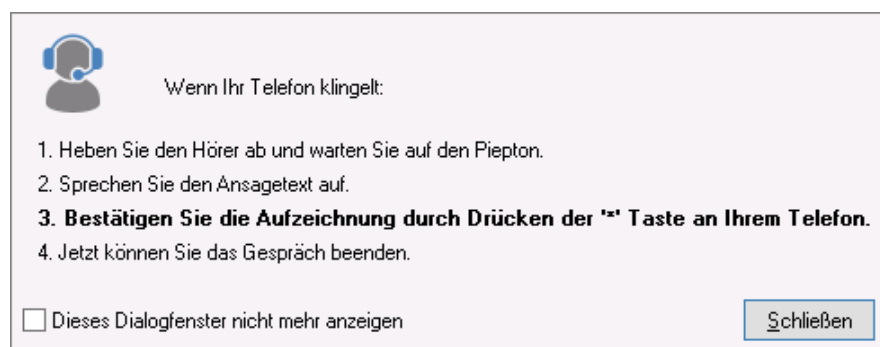 Wenn Ihr Telefon klingelt:
1. Heben Sie den Hörer ab und warten Sie auf den Piepton.
2. Sprechen Sie den Ansagetext auf.
3. Bestätigen Sie die Aufzeichnung durch Drücken der '*' Taste an Ihrem Telefon.
4. Jetzt können Sie das Gespräch beenden.
Dieses Dialogfenster nicht mehr anzeigen
Schließen